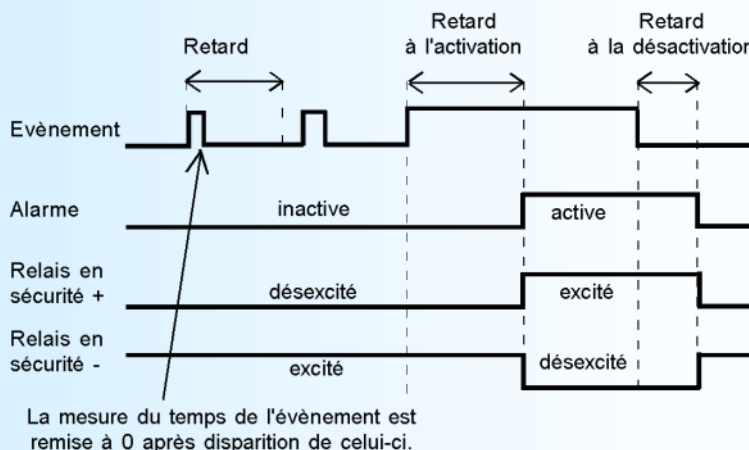 Retard
Retard
à l'activation
Retard
à la désactivation
Evènement
Alarme
inactive
active
Relais en
sécurité +
désexcité
excité
Relais en
sécurité -
excité
désexcité
La mesure du temps de l'évènement est
remise à 0 après disparition de celui-ci.